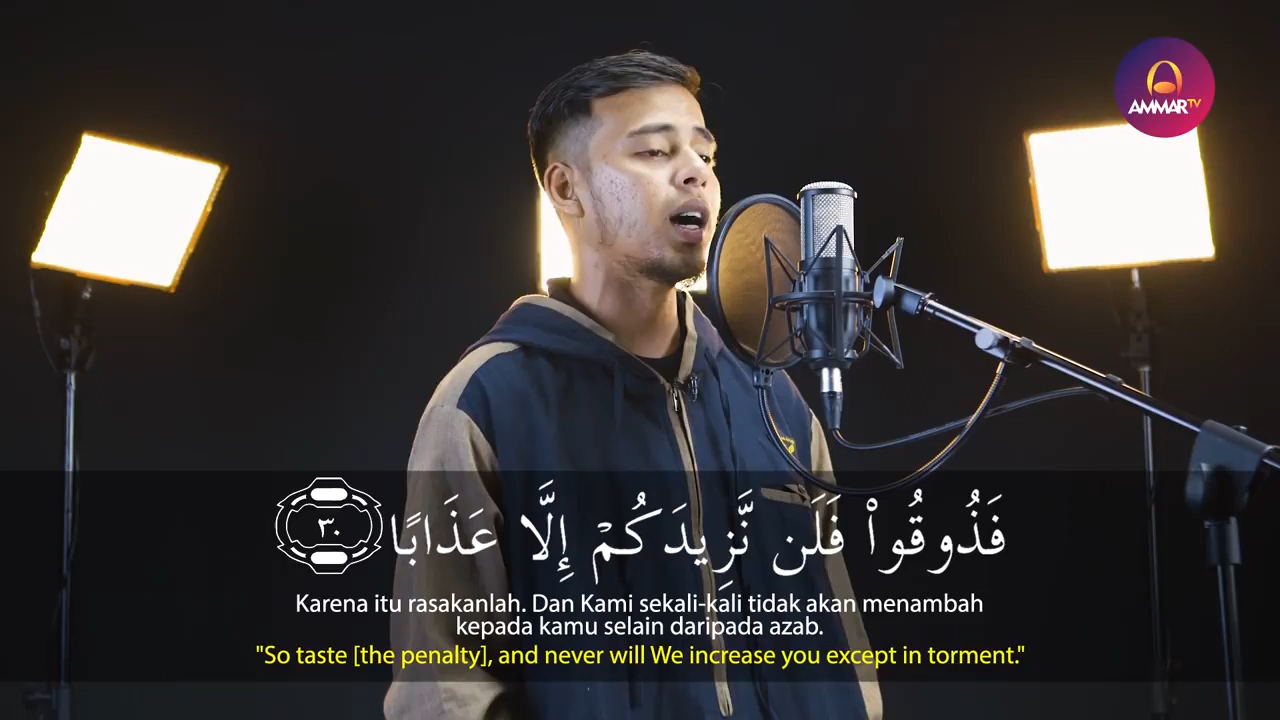 AMMAR TV
فَذُوقُوا۟ فَلَن نَّزِيدَكُمْ إِلَّا عَذَابًا ٣٠
Karena itu rasakanlah. Dan Kami sekali-kali tidak akan menambah
kepada kamu selain daripada azab.
"So taste [the penalty], and never will We increase you except in torment."